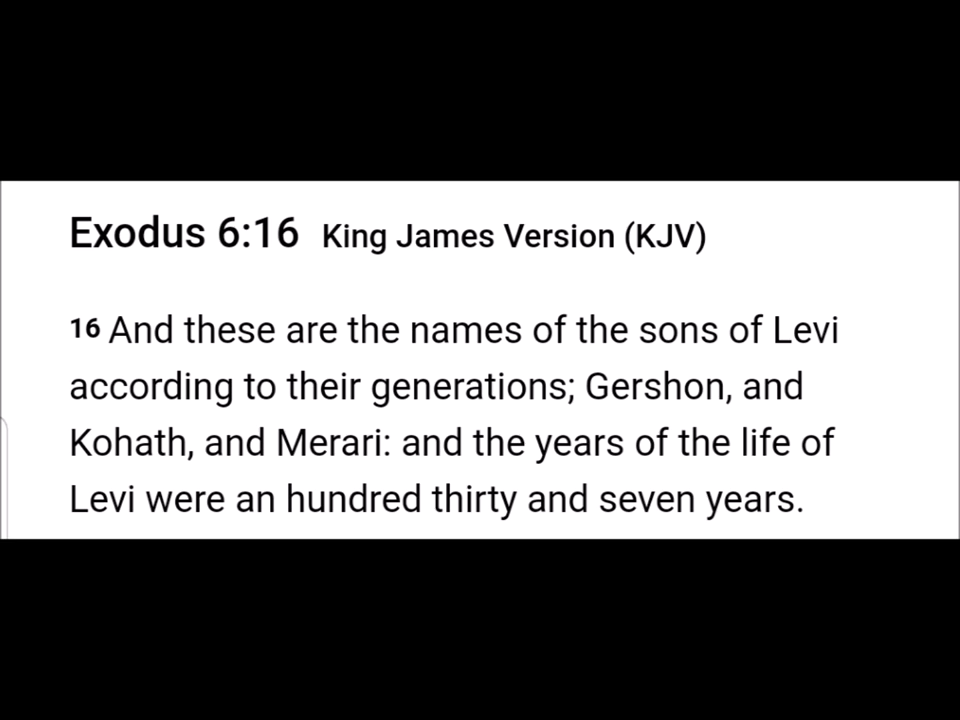 Exodus 6:16 King James Version (KJV)
16 And these are the names of the sons of Levi
according to their generations; Gershon, and
Kohath, and Merari: and the years of the life of
Levi were an hundred thirty and seven years.